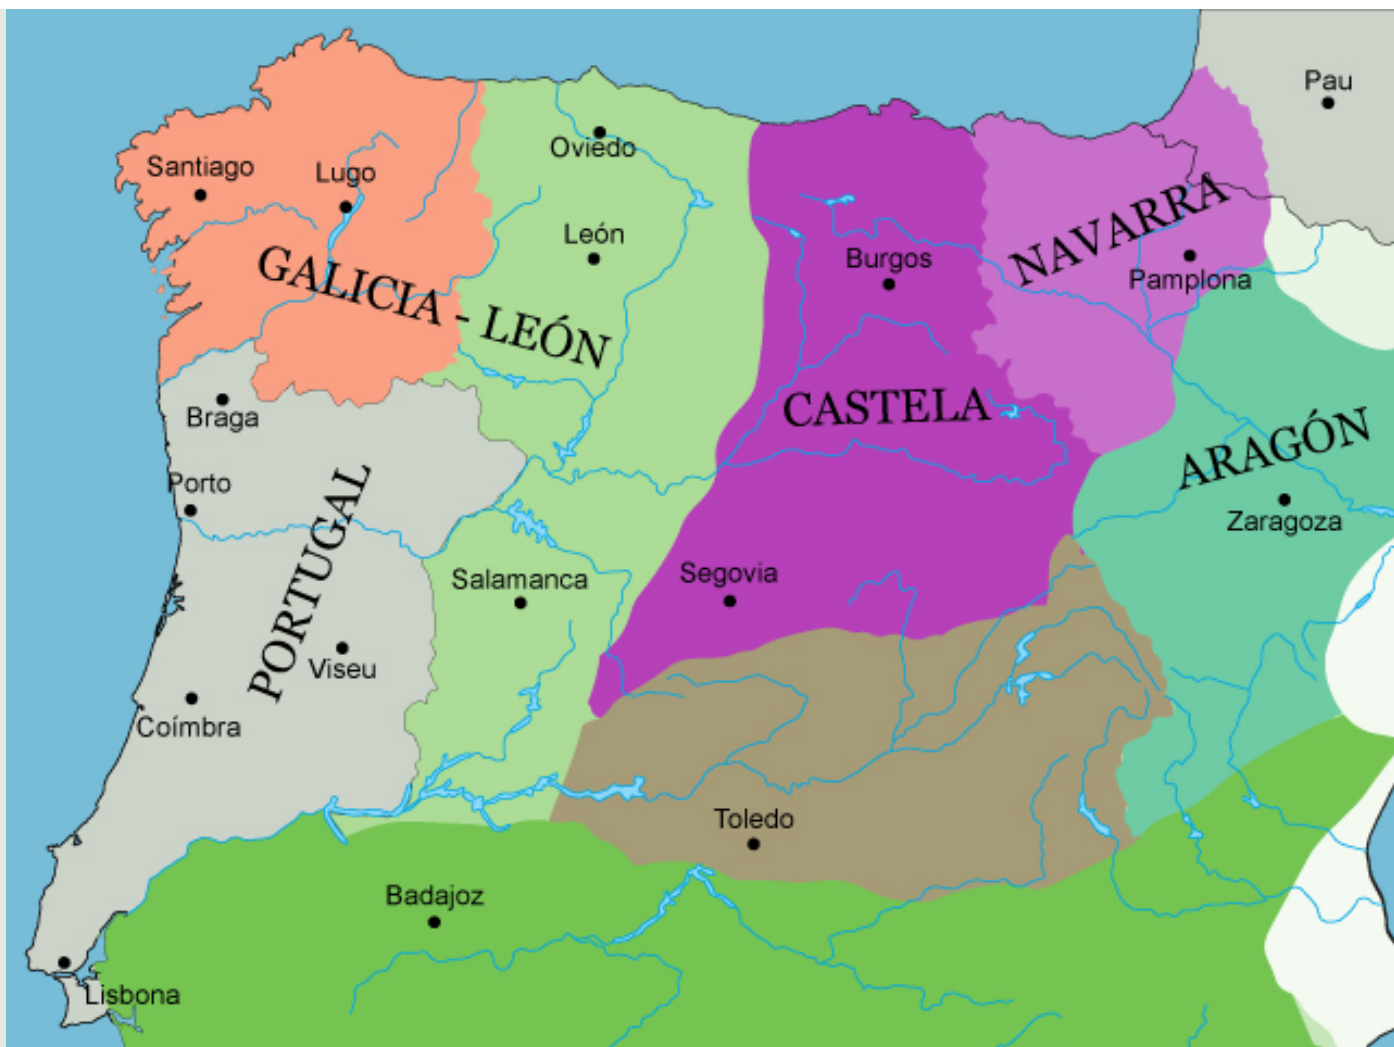 Pau
Oviedo
Santiago
Lugo
León
Burgos
NAVARRA
Pamplona
GALICIA - LEÓN
CASTELA
Braga
ARAGÓN
Porto
Zaragoza
PORTUGAL
Salamanca
Segovia
Viseu
Coímbra
Toledo
Badajoz
Lisbona